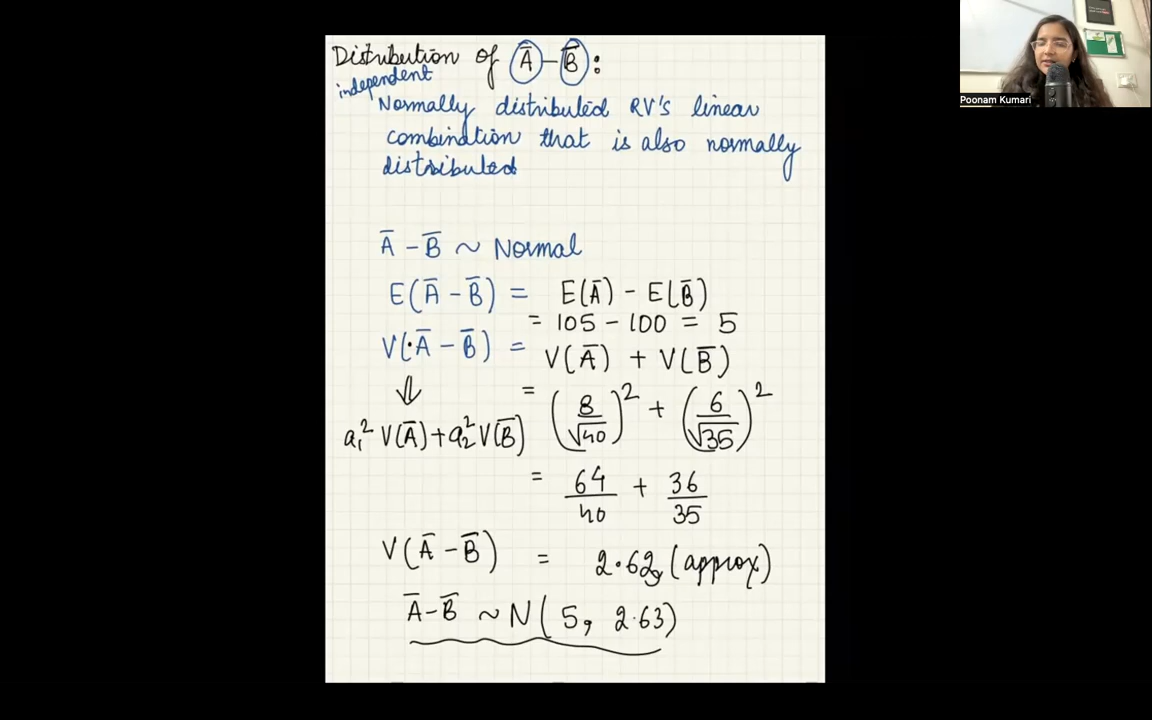 Distribution of A̅ - B̅ :
independent
Normally distributed RV's linear
combination that is also normally
distributed
A̅ - B̅ ~ Normal
E(A̅ - B̅) = E(A̅) - E(B̅)
= 105 - 100 = 5
V(A̅ - B̅) = V(A̅) + V(B̅)
⇓ = (8/√40)² + (6/√35)²
a₁² V(A̅) + a₂² V(B̅)
= 64/40 + 36/35
V(A̅ - B̅) = 2.62 (approx)
A̅ - B̅ ~ N(5, 2.63)
Poonam Kumari